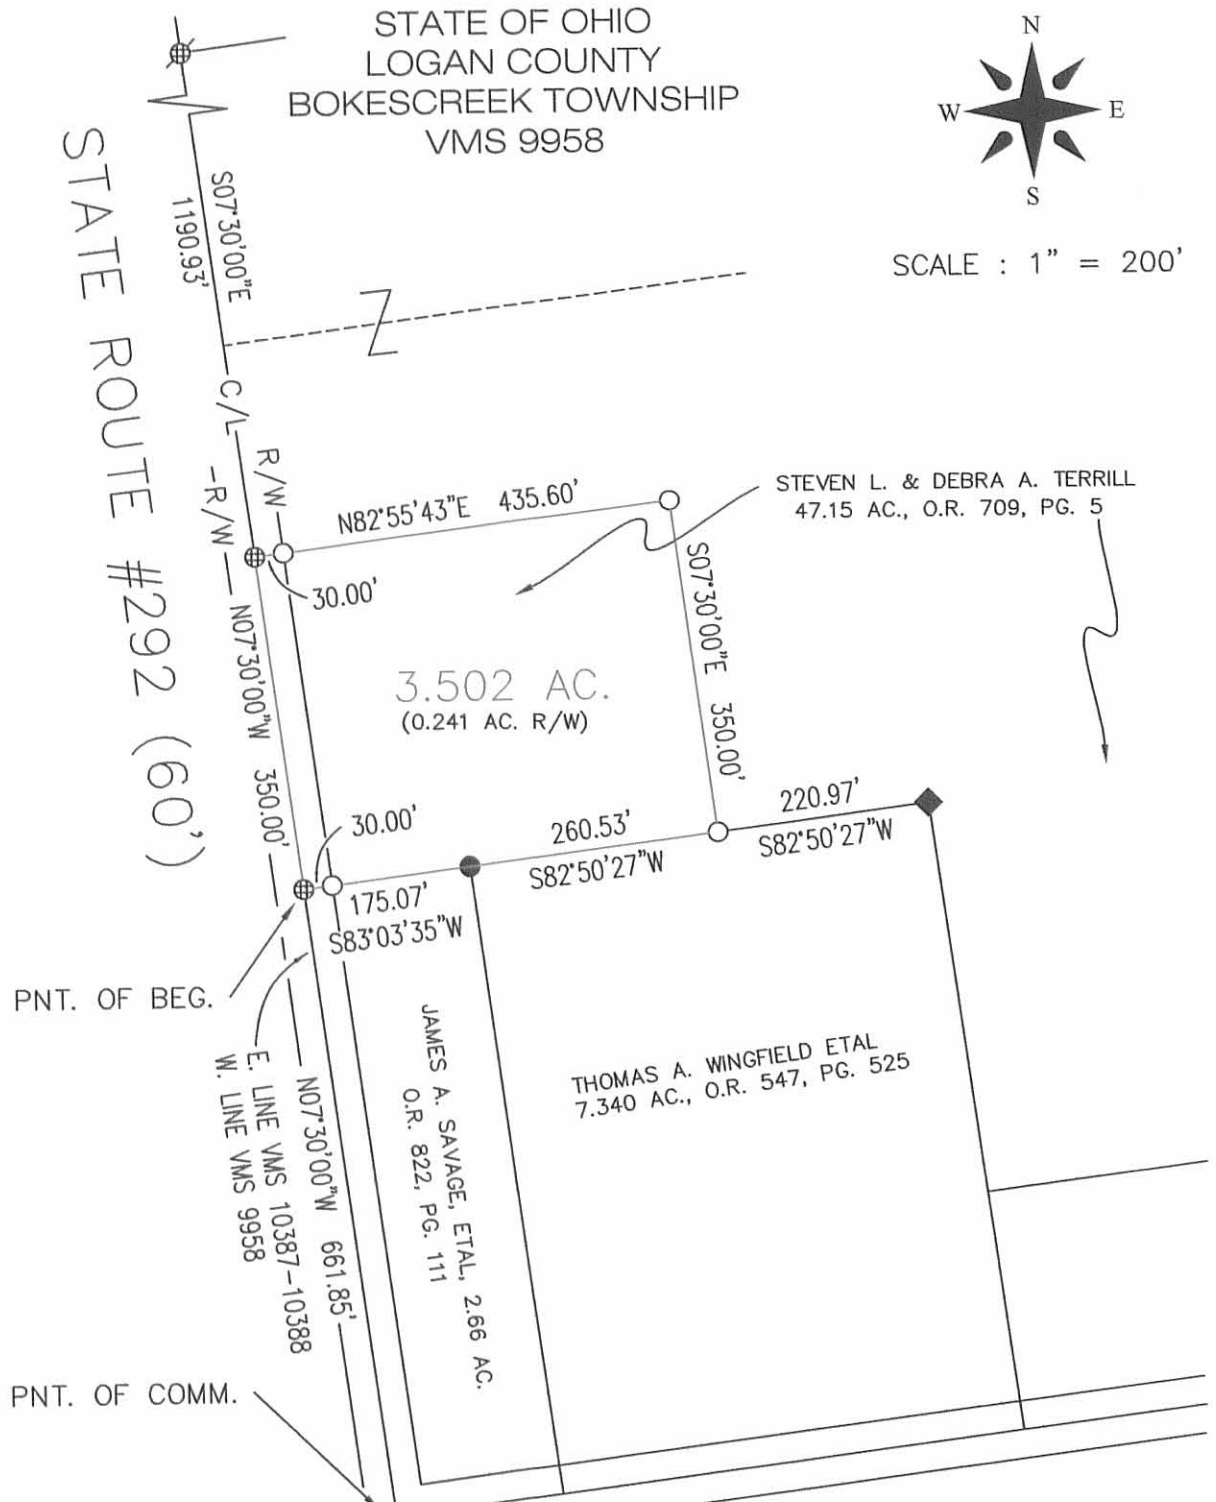 STATE OF OHIO
LOGAN COUNTY
BOKESCREEK TOWNSHIP
VMS 9958
N
W
E
S
SCALE : 1" = 200'
STATE ROUTE #292 (60')
S07°30'00"E
1190.93'
C/L
R/W
-R/W
N82°55'43"E 435.60'
STEVEN L. & DEBRA A. TERRILL
47.15 AC., O.R. 709, PG. 5
30.00'
S07°30'00"E 350.00'
N07°30'00"W 350.00'
3.502 AC.
(0.241 AC. R/W)
30.00'
260.53'
S82°50'27"W
220.97'
S82°50'27"W
175.07'
S83°03'35"W
PNT. OF BEG.
E. LINE VMS 10387-10388
W. LINE VMS 9958
N07°30'00"W 661.85'
JAMES A. SAVAGE, ETAL, 2.66 AC.
O.R. 822, PG. 111
THOMAS A. WINGFIELD ETAL
7.340 AC., O.R. 547, PG. 525
PNT. OF COMM.